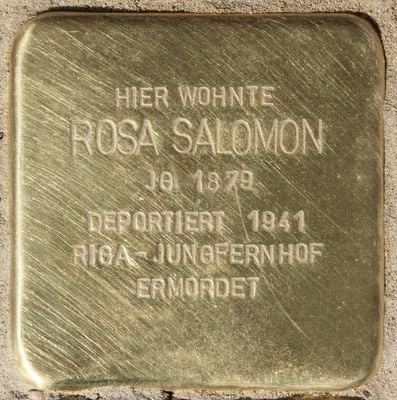 HIER WOHNTE
ROSA SALOMON
JG 1879
DEPORTIERT 1941
RIGA-JUNGFERNHOF
ERMORDET